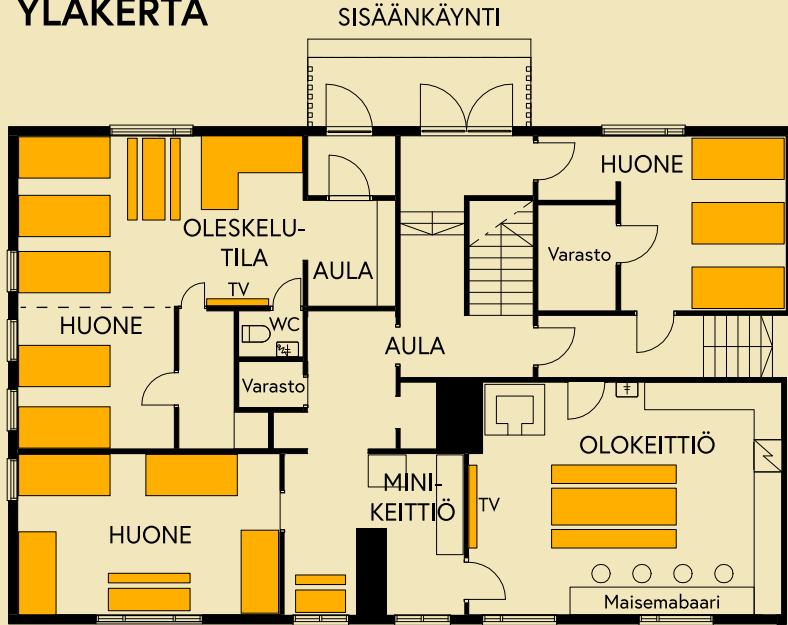 YLÄKERTA
SISÄÄNKÄYNTI
HUONE
OLESKELU-
TILA
AULA
Varasto
TV
HUONE
WC
AULA
Varasto
OLOKEITTIÖ
MINI-
KEITTIÖ
TV
HUONE
Maisemabaari